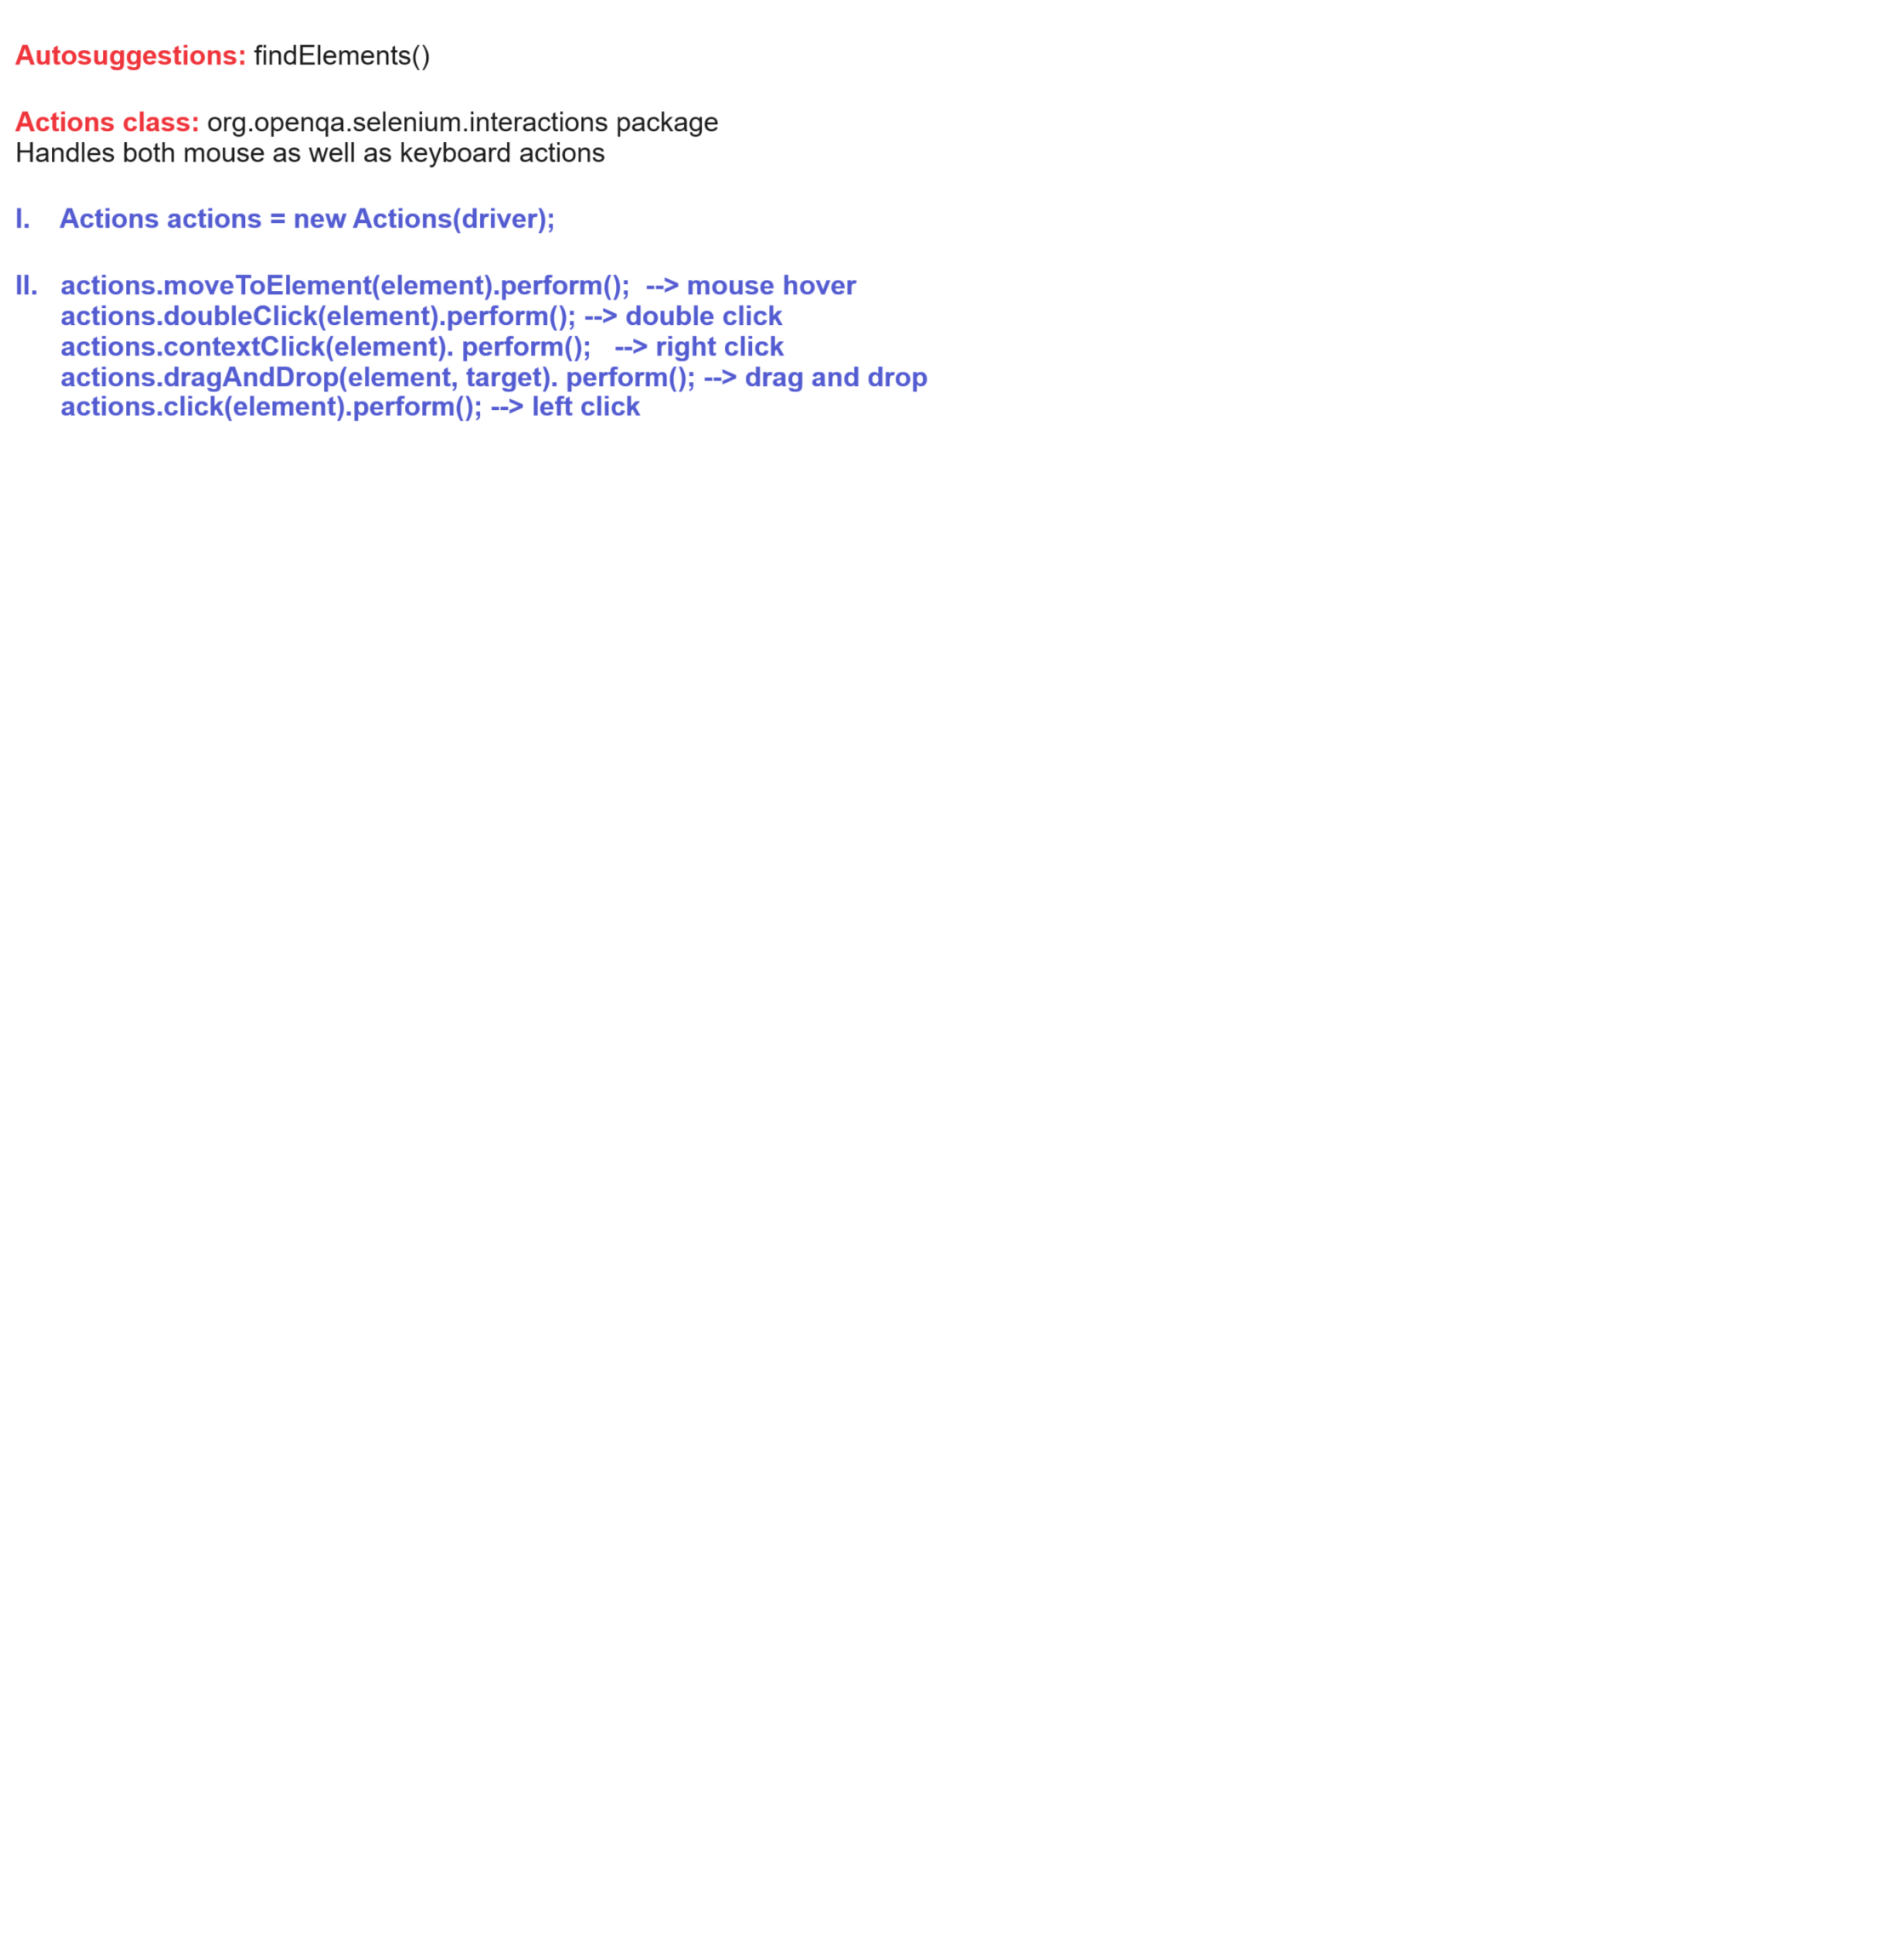 Autosuggestions: findElements()
Actions class: org.openqa.selenium.interactions package
Handles both mouse as well as keyboard actions
I. Actions actions = new Actions(driver);
II. actions.moveToElement(element).perform(); --> mouse hover
actions.doubleClick(element).perform(); --> double click
actions.contextClick(element). perform(); --> right click
actions.dragAndDrop(element, target). perform(); --> drag and drop
actions.click(element).perform(); --> left click